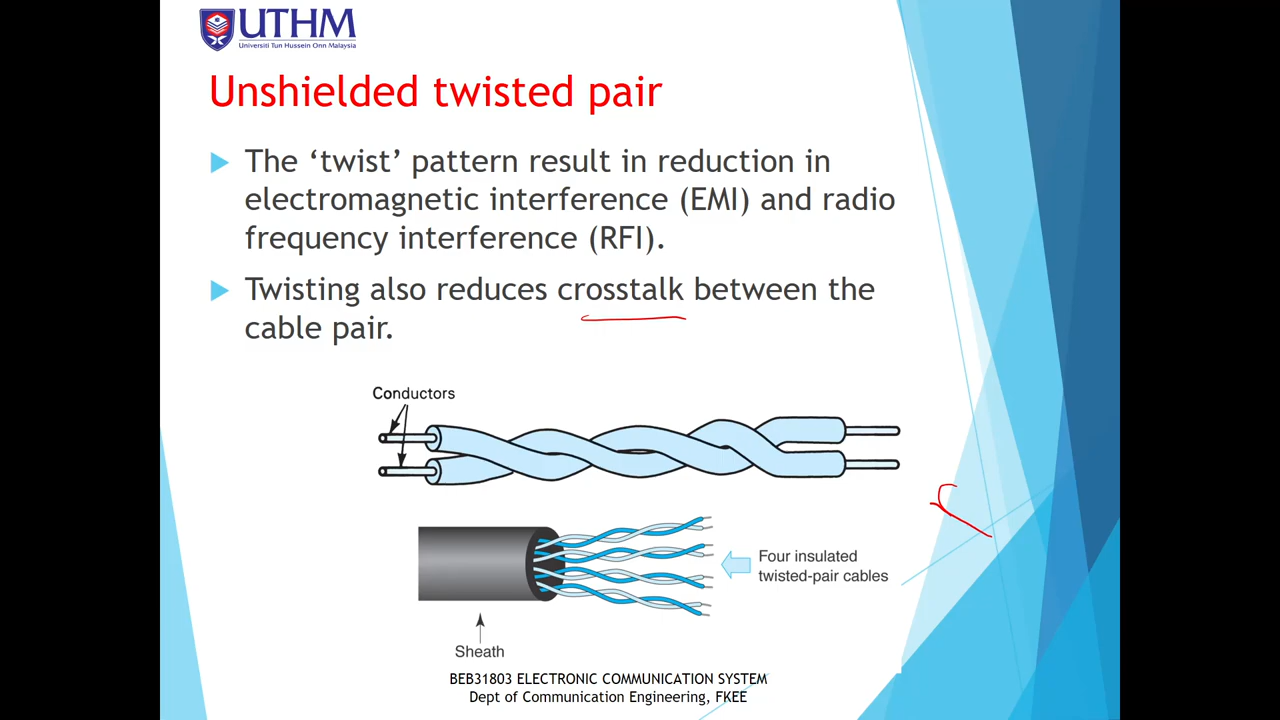 UTHM
Universiti Tun Hussein Onn Malaysia
Unshielded twisted pair
The ‘twist’ pattern result in reduction in
electromagnetic interference (EMI) and radio
frequency interference (RFI).
Twisting also reduces crosstalk between the
cable pair.
Conductors
Four insulated
twisted-pair cables
Sheath
BEB31803 ELECTRONIC COMMUNICATION SYSTEM
Dept of Communication Engineering, FKEE